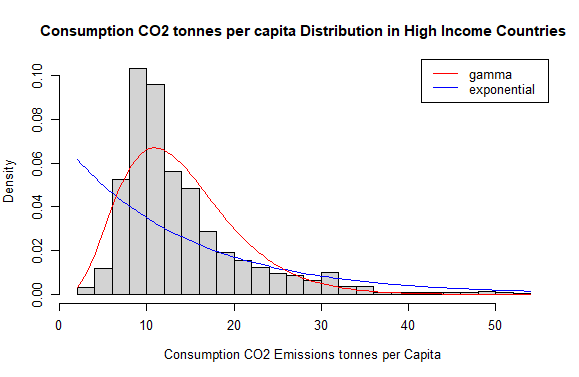 Consumption CO2 tonnes per capita Distribution in High Income Countries
gamma
exponential
Density
0.10
0.08
0.06
0.04
0.02
0.00
0 10 20 30 40 50
Consumption CO2 Emissions tonnes per Capita